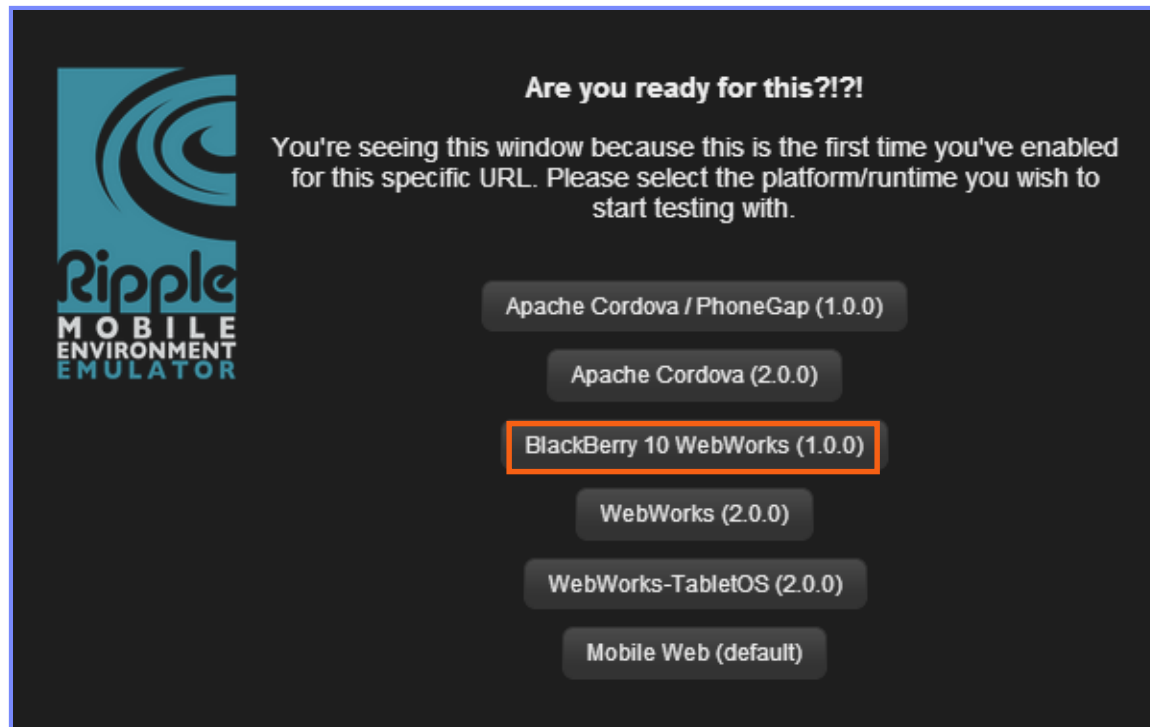 Ripple
MOBILE
ENVIRONMENT
EMULATOR
Are you ready for this?!?!
You're seeing this window because this is the first time you've enabled
for this specific URL. Please select the platform/runtime you wish to
start testing with.
Apache Cordova / PhoneGap (1.0.0)
Apache Cordova (2.0.0)
BlackBerry 10 WebWorks (1.0.0)
WebWorks (2.0.0)
WebWorks-TabletOS (2.0.0)
Mobile Web (default)